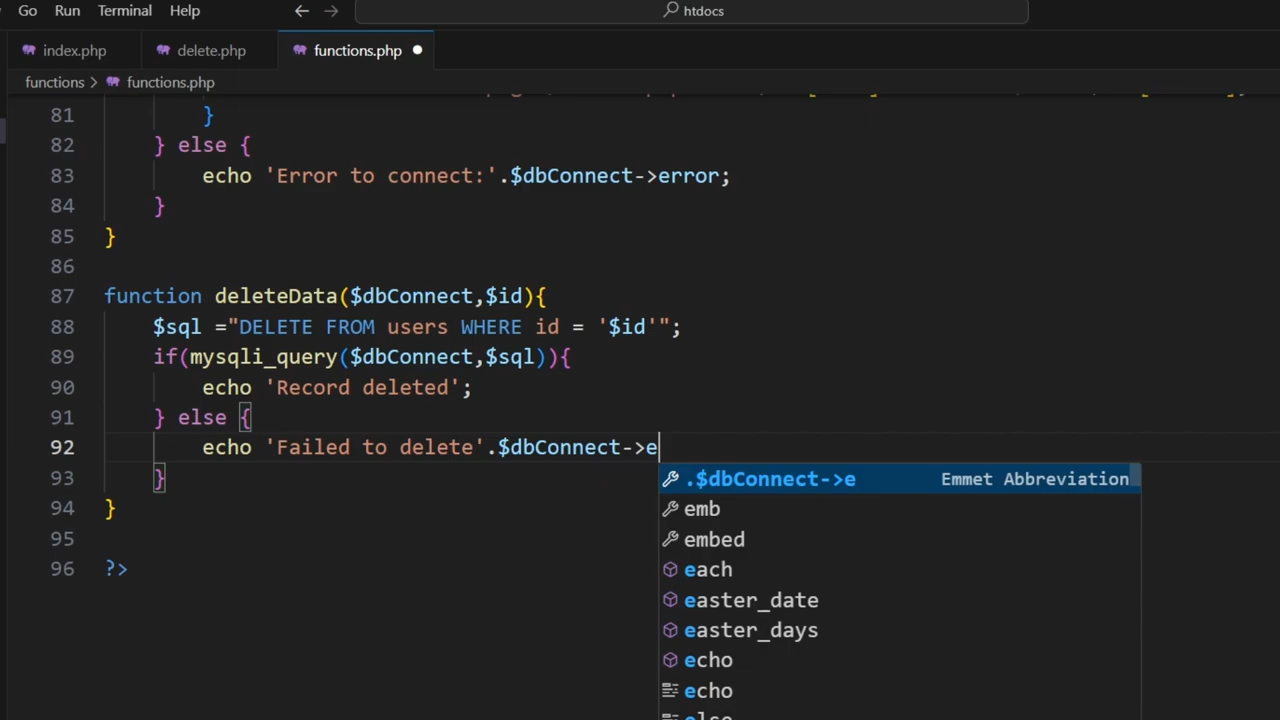 Go Run Terminal Help ← → htdocs
index.php delete.php functions.php
functions > functions.php
81 }
82 } else {
83 echo 'Error to connect:'.$dbConnect->error;
84 }
85 }
86
87 function deleteData($dbConnect,$id){
88 $sql ="DELETE FROM users WHERE id = '$id'";
89 if(mysqli_query($dbConnect,$sql)){
90 echo 'Record deleted';
91 } else {
92 echo 'Failed to delete'.$dbConnect->e
.$dbConnect->e Emmet Abbreviation
93 }
emb
94 }
95 embed
96 ?> each
easter_date
easter_days
echo
echo
else